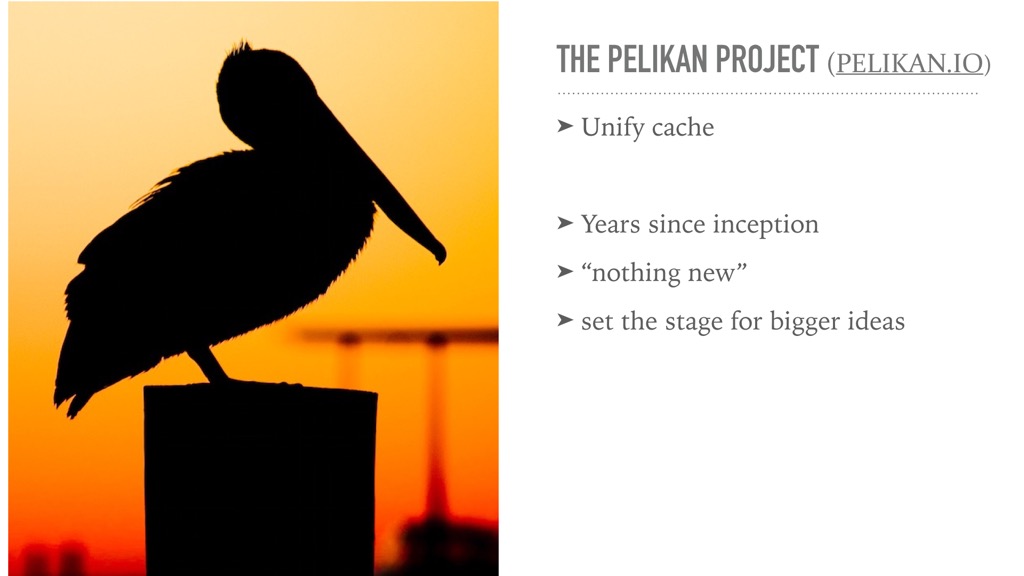 THE PELIKAN PROJECT (PELIKAN.IO)
➤ Unify cache
➤ Years since inception
➤ “nothing new”
➤ set the stage for bigger ideas